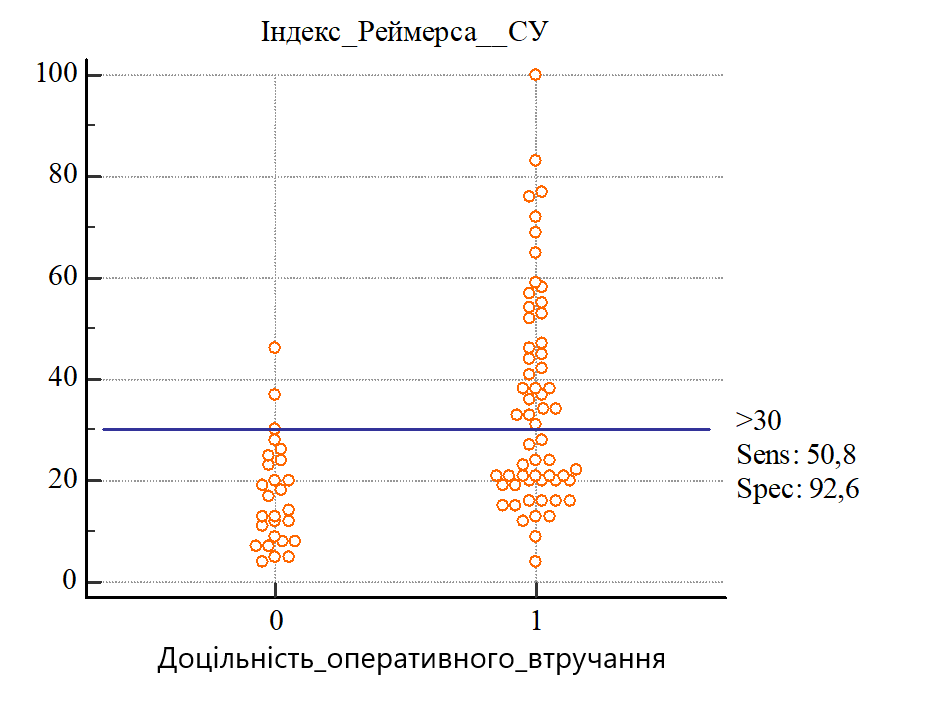 Індекс_Реймерса__СУ
100
80
60
40
20
0
>30
Sens: 50,8
Spec: 92,6
0 1
Доцільність_оперативного_втручання